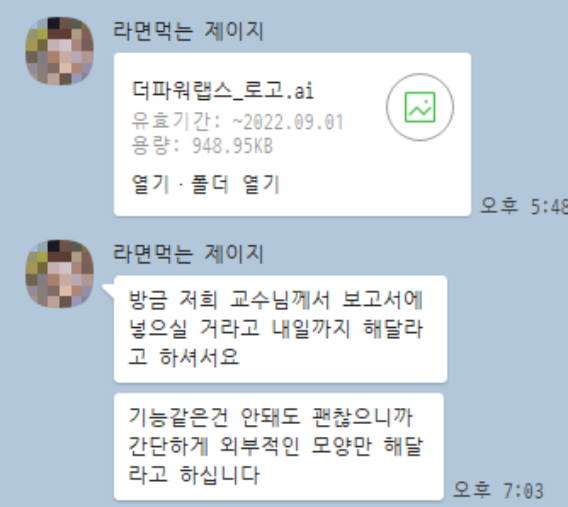 라면먹는 제이지
더파워랩스_로고.ai
유효기간: ~2022.09.01
용량: 948.95KB
열기 · 폴더 열기
오후 5:48
라면먹는 제이지
방금 저희 교수님께서 보고서에
넣으실 거라고 내일까지 해달라
고 하셔서요
기능같은건 안돼도 괜찮으니까
간단하게 외부적인 모양만 해달
라고 하십니다
오후 7:03